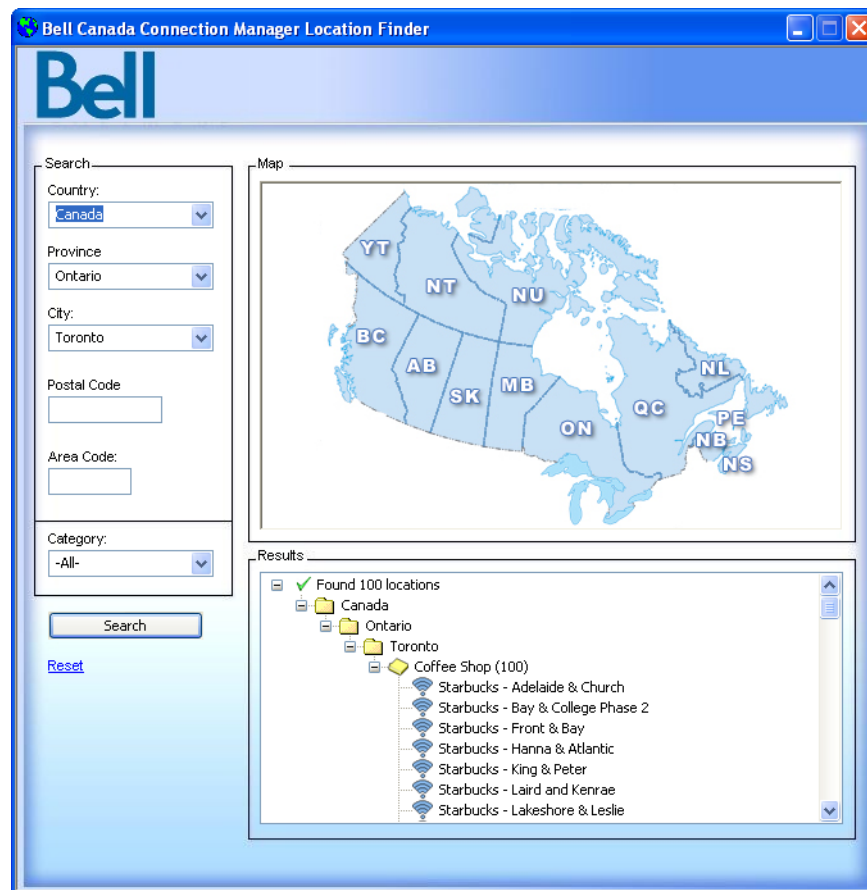 Bell Canada Connection Manager Location Finder
Bell
Search
Country:
Canada
Province
Ontario
City:
Toronto
Postal Code
Area Code:
Category:
-All-
Search
Reset
Map
YT
NT
NU
BC
AB
SK
MB
ON
QC
NL
PE
NB
NS
Results
Found 100 locations
Canada
Ontario
Toronto
Coffee Shop (100)
Starbucks - Adelaide & Church
Starbucks - Bay & College Phase 2
Starbucks - Front & Bay
Starbucks - Hanna & Atlantic
Starbucks - King & Peter
Starbucks - Laird and Kenrae
Starbucks - Lakeshore & Leslie